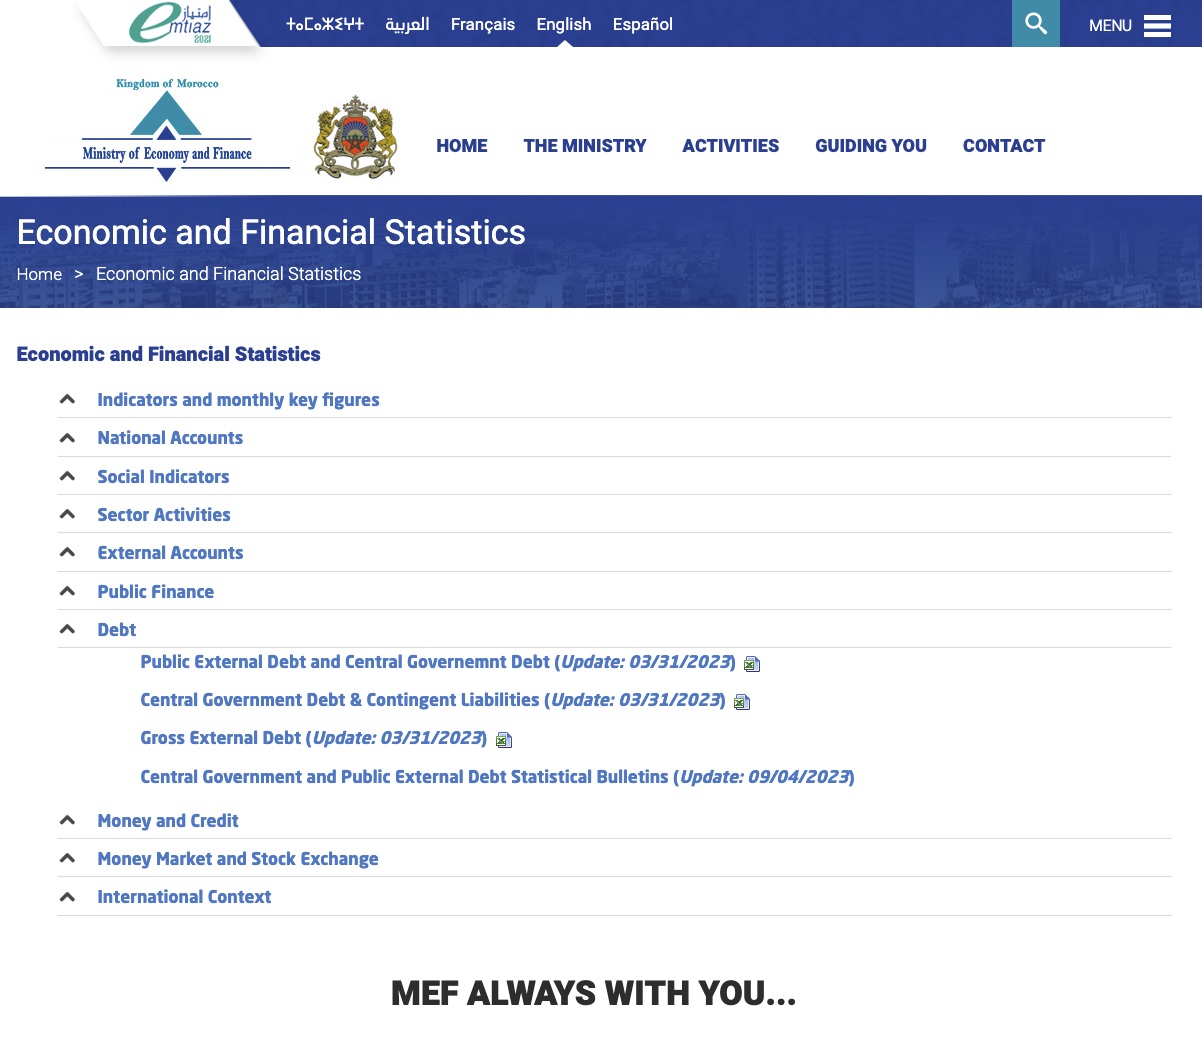 امتياز
emtiaz
2021
ⵜⴰⵎⴰⵣⵉⵖⵜ العربية Français English Español
MENU
Kingdom of Morocco
Ministry of Economy and Finance
HOME THE MINISTRY ACTIVITIES GUIDING YOU CONTACT
Economic and Financial Statistics
Home > Economic and Financial Statistics
Economic and Financial Statistics
Indicators and monthly key figures
National Accounts
Social Indicators
Sector Activities
External Accounts
Public Finance
Debt
Public External Debt and Central Governemnt Debt (Update: 03/31/2023)
Central Government Debt & Contingent Liabilities (Update: 03/31/2023)
Gross External Debt (Update: 03/31/2023)
Central Government and Public External Debt Statistical Bulletins (Update: 09/04/2023)
Money and Credit
Money Market and Stock Exchange
International Context
MEF ALWAYS WITH YOU...